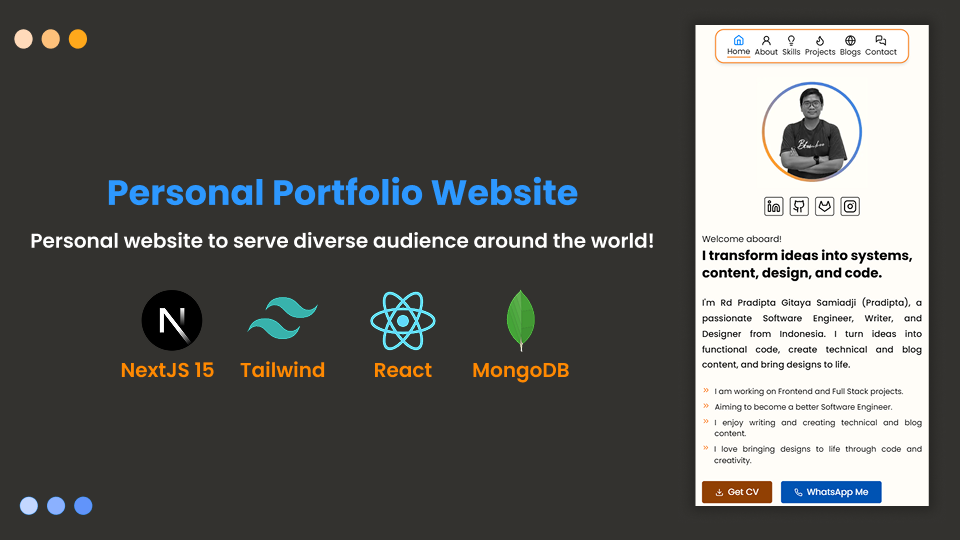 Personal Portfolio Website
Personal website to serve diverse audience around the world!
N
NextJS 15 Tailwind React MongoDB
Home About Skills Projects Blogs Contact
in
Welcome aboard!
I transform ideas into systems,
content, design, and code.
I'm Rd Pradipta Gitaya Samiadji (Pradipta), a
passionate Software Engineer, Writer, and
Designer from Indonesia. I turn ideas into
functional code, create technical and blog
content, and bring designs to life.
I am working on Frontend and Full Stack projects.
Aiming to become a better Software Engineer.
I enjoy writing and creating technical and blog
content.
I love bringing designs to life through code and
creativity.
Get CV WhatsApp Me